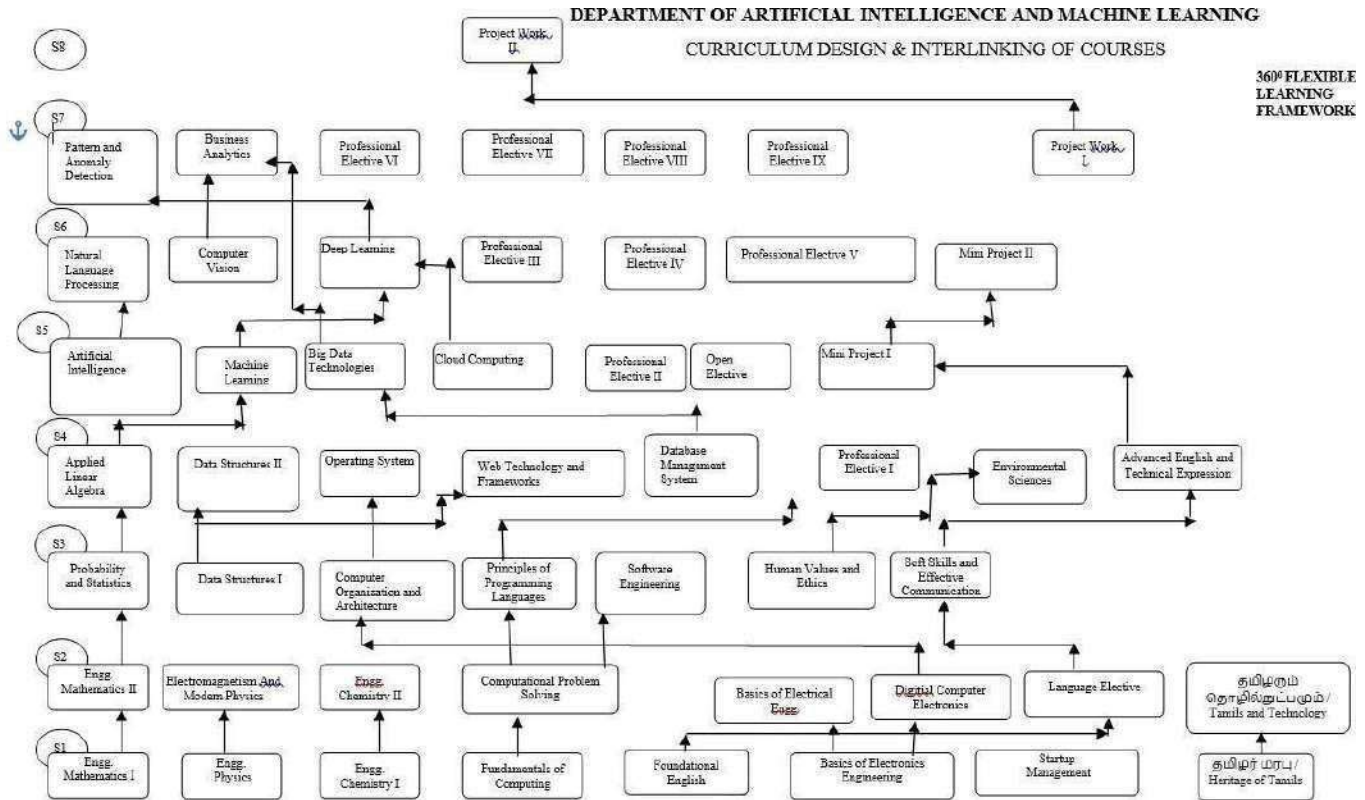 DEPARTMENT OF ARTIFICIAL INTELLIGENCE AND MACHINE LEARNING
CURRICULUM DESIGN & INTERLINKING OF COURSES
360⁰ FLEXIBLE
LEARNING
FRAMEWORK
S8
Project Work
II
S7
Pattern and
Anomaly
Detection
Business
Analytics
Professional
Elective VI
Professional
Elective VII
Professional
Elective VIII
Professional
Elective IX
Project Work
I
S6
Natural
Language
Processing
Computer
Vision
Deep Learning
Professional
Elective III
Professional
Elective IV
Professional Elective V
Mini Project II
S5
Artificial
Intelligence
Machine
Learning
Big Data
Technologies
Cloud Computing
Professional
Elective II
Open
Elective
Mini Project I
S4
Applied
Linear
Algebra
Data Structures II
Operating System
Web Technology and
Frameworks
Database
Management
System
Professional
Elective I
Environmental
Sciences
Advanced English and
Technical Expression
S3
Probability
and Statistics
Data Structures I
Computer
Organization and
Architecture
Principles of
Programming
Languages
Software
Engineering
Human Values and
Ethics
Soft Skills and
Effective
Communication
S2
Engg.
Mathematics II
Electromagnetism And
Modern Physics
Engg.
Chemistry II
Computational Problem
Solving
Basics of Electrical
Engg
Digitial Computer
Electronics
Language Elective
தமிழரும்
தொழில்நுட்பமும் /
Tamils and Technology
S1
Engg.
Mathematics I
Engg.
Physics
Engg.
Chemistry I
Fundamentals of
Computing
Foundational
English
Basics of Electronics
Engineering
Startup
Management
தமிழர் மரபு /
Heritage of Tamils